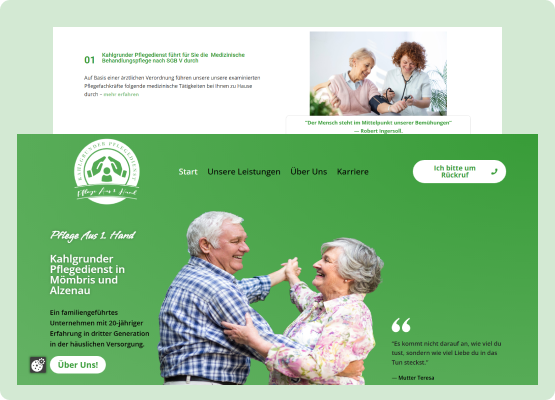 01
Kahlgrunder Pflegedienst führt für Sie die Medizinische
Behandlungspflege nach SGB V durch
Auf Basis einer ärztlichen Verordnung führen unsere unsere examinierten
Pflegefachkräfte folgende medizinische Tätigkeiten bei Ihnen zu Hause
durch – mehr erfahren
"Der Mensch steht im Mittelpunkt unserer Bemühungen"
— Robert Ingersoll.
KAHLGRUNDER PFLEGEDIENST
Pflege Aus 1. Hand
Start Unsere Leistungen Über Uns Karriere
Ich bitte um
Rückruf
Pflege Aus 1. Hand
Kahlgrunder
Pflegedienst in
Mömbris und
Alzenau
Ein familiengeführtes
Unternehmen mit 20-jähriger
Erfahrung in dritter Generation
in der häuslichen Versorgung.
Über Uns!
"Es kommt nicht darauf an, wie viel du
tust, sondern wie viel Liebe du in das
Tun steckst."
— Mutter Teresa